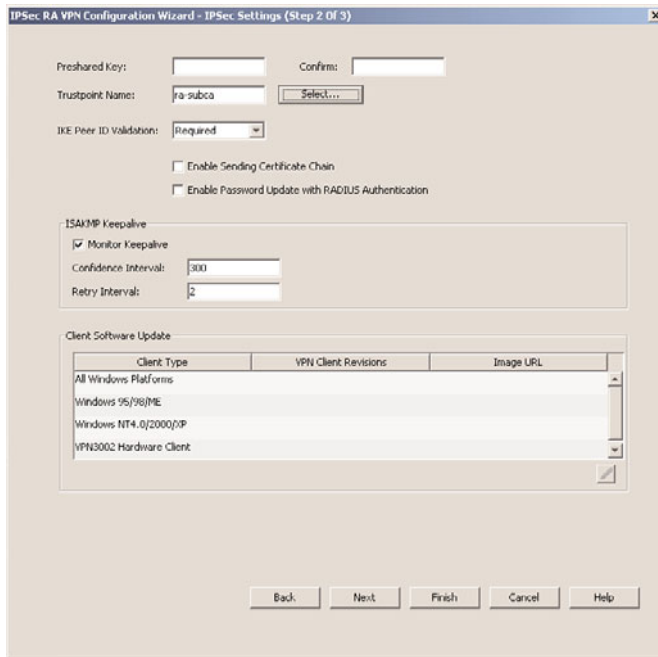 IPSec RA VPN Configuration Wizard - IPSec Settings (Step 2 Of 3)
Preshared Key: Confirm:
Trustpoint Name: ra-subca Select...
IKE Peer ID Validation: Required
Enable Sending Certificate Chain
Enable Password Update with RADIUS Authentication
ISAKMP Keepalive
Monitor Keepalive
Confidence Interval: 300
Retry Interval: 2
Client Software Update
Client Type VPN Client Revisions Image URL
All Windows Platforms
Windows 95/98/ME
Windows NT4.0/2000/XP
VPN3002 Hardware Client
Back Next Finish Cancel Help